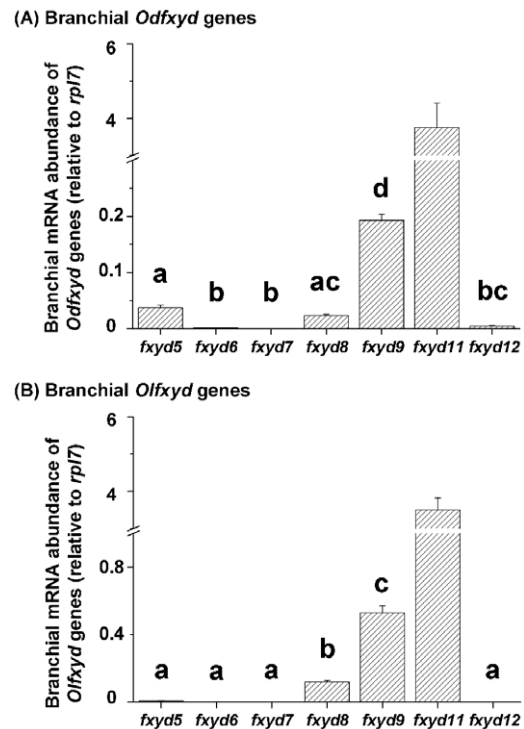 (A) Branchial Odfxyd genes
Branchial mRNA abundance of
Odfxyd genes (relative to rpl7)
6
4
0.2
0.1
0
a
b
b
ac
d
bc
fxyd5 fxyd6 fxyd7 fxyd8 fxyd9 fxyd11 fxyd12
(B) Branchial Olfxyd genes
Branchial mRNA abundance of
Olfxyd genes (relative to rpl7)
6
4
0.8
0.4
0
a
a
a
b
c
a
fxyd5 fxyd6 fxyd7 fxyd8 fxyd9 fxyd11 fxyd12